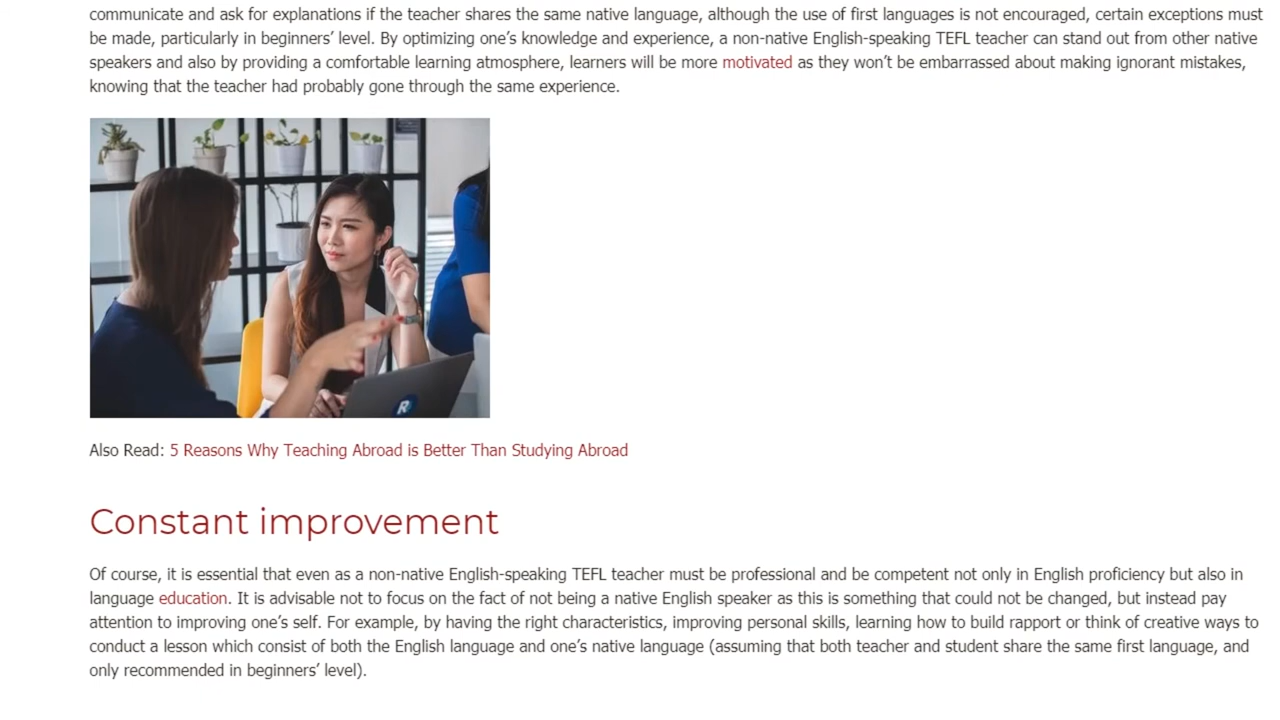 communicate and ask for explanations if the teacher shares the same native language, although the use of first languages is not encouraged, certain exceptions must
be made, particularly in beginners’ level. By optimizing one’s knowledge and experience, a non-native English-speaking TEFL teacher can stand out from other native
speakers and also by providing a comfortable learning atmosphere, learners will be more motivated as they won’t be embarrassed about making ignorant mistakes,
knowing that the teacher had probably gone through the same experience.
R
Also Read: 5 Reasons Why Teaching Abroad is Better Than Studying Abroad
Constant improvement
Of course, it is essential that even as a non-native English-speaking TEFL teacher must be professional and be competent not only in English proficiency but also in
language education. It is advisable not to focus on the fact of not being a native English speaker as this is something that could not be changed, but instead pay
attention to improving one’s self. For example, by having the right characteristics, improving personal skills, learning how to build rapport or think of creative ways to
conduct a lesson which consist of both the English language and one’s native language (assuming that both teacher and student share the same first language, and
only recommended in beginners’ level).